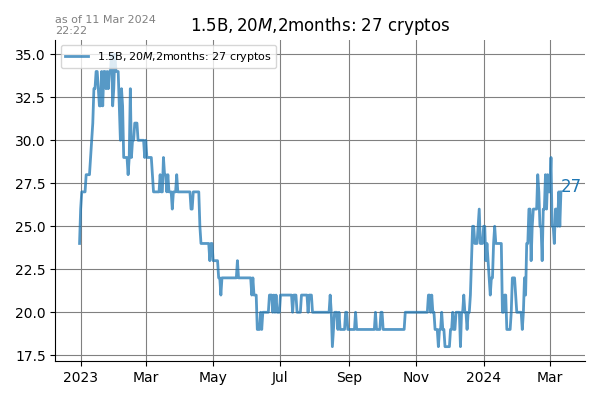 as of 11 Mar 2024
22:22
1.5B, 20M,2months: 27 cryptos
1.5B, 20M,2months: 27 cryptos
35.0
32.5
30.0
27.5
27
25.0
22.5
20.0
17.5
2023 Mar May Jul Sep Nov 2024 Mar